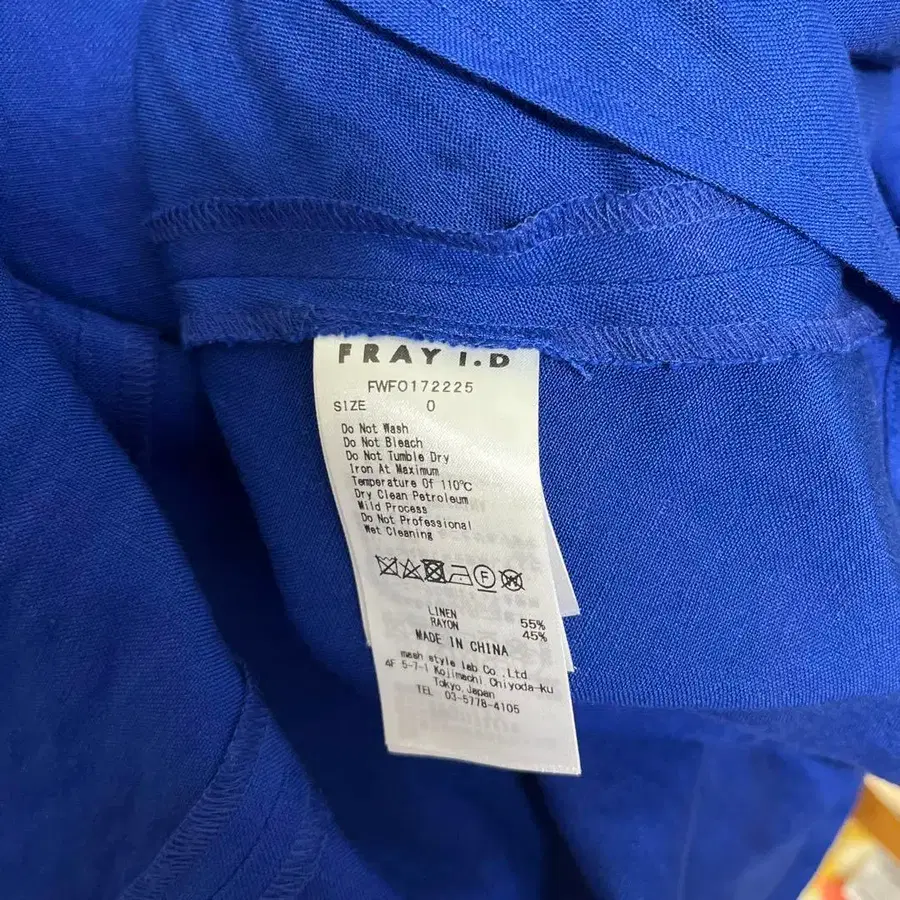 FRAY I.D
FWFO172225
SIZE 0
Do Not Wash
Do Not Bleach
Do Not Tumble Dry
Iron At Maximum
Temperature Of 110℃
Dry Clean Petroleum
Mild Process
Do Not Professional
Wet Cleaning
F
W
LINEN 55%
RAYON 45%
MADE IN CHINA
mash style lab Co.,Ltd
4F 5-7-1 Kojimachi Chiyoda-ku
Tokyo,Japan
TEL 03-5778-4105